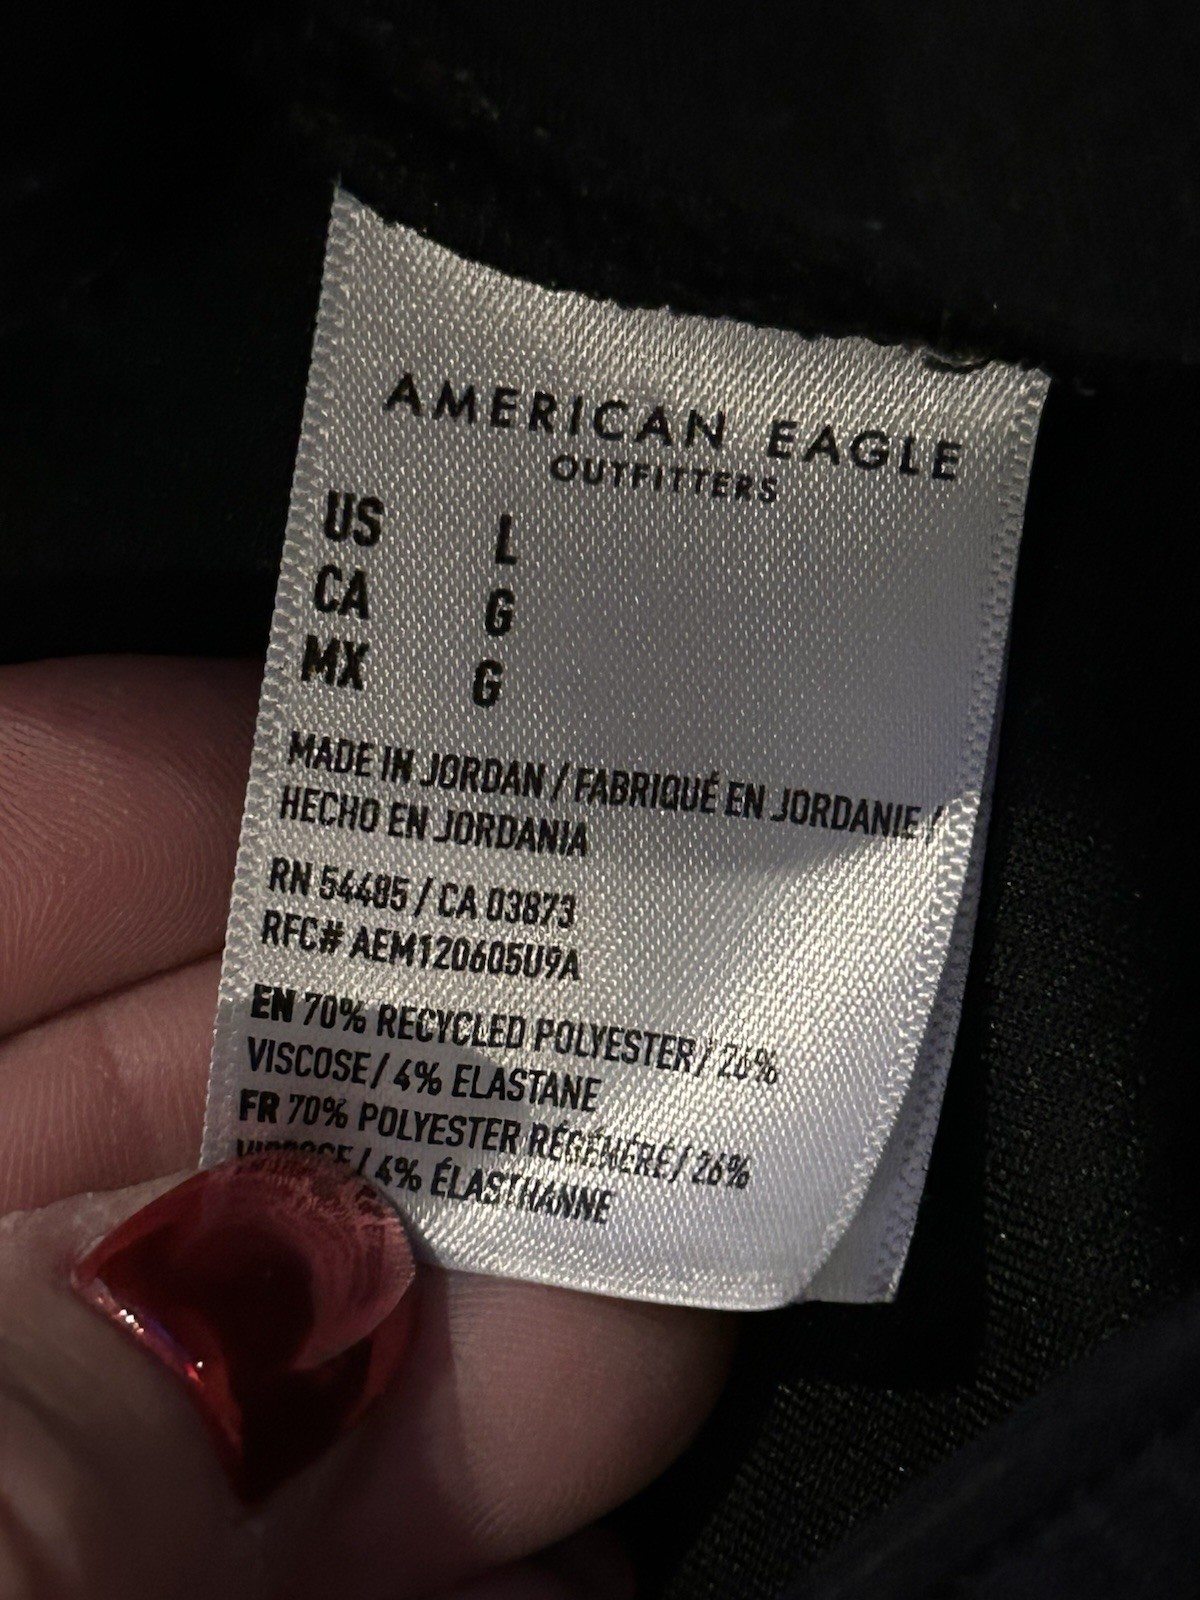 AMERICAN EAGLE
OUTFITTERS
US L
CA G
MX G
MADE IN JORDAN / FABRIQUÉ EN JORDANIE /
HECHO EN JORDANIA
RN 54485 / CA 03873
RFC# AEM120605U9A
EN 70% RECYCLED POLYESTER / 26%
VISCOSE / 4% ELASTANE
FR 70% POLYESTER RÉGÉNÉRÉ / 26%
VISCOSE / 4% ÉLASTHANNE